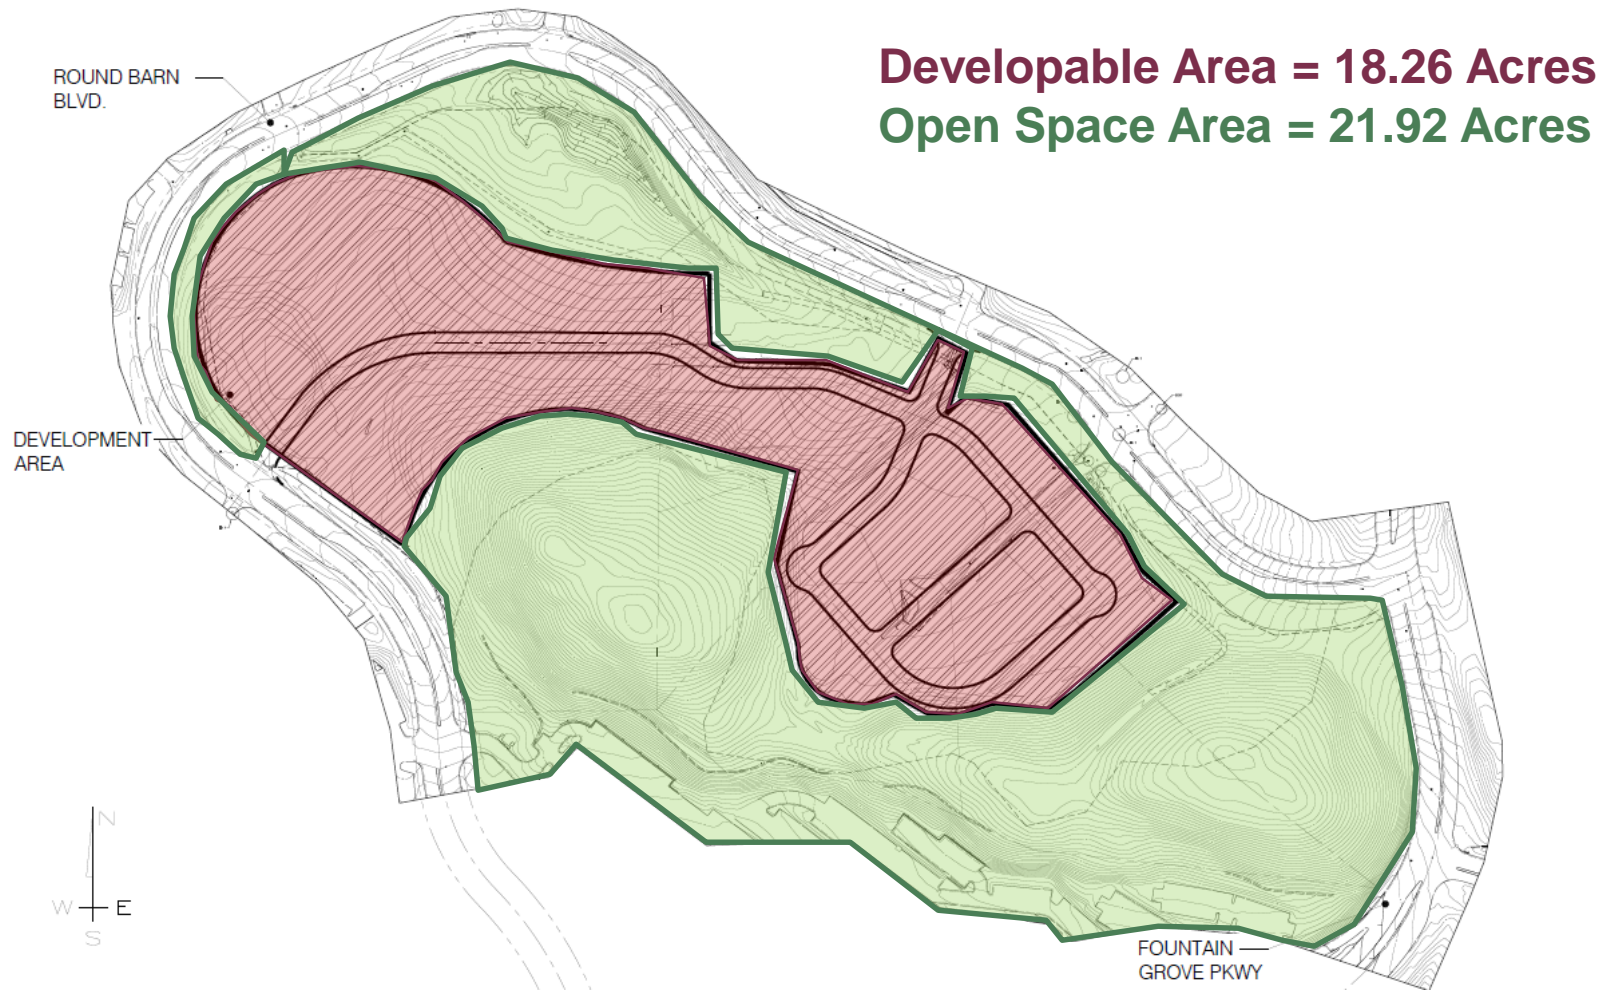 Developable Area = 18.26 Acres
Open Space Area = 21.92 Acres
ROUND BARN
BLVD.
DEVELOPMENT
AREA
N
W
E
S
FOUNTAIN
GROVE PKWY